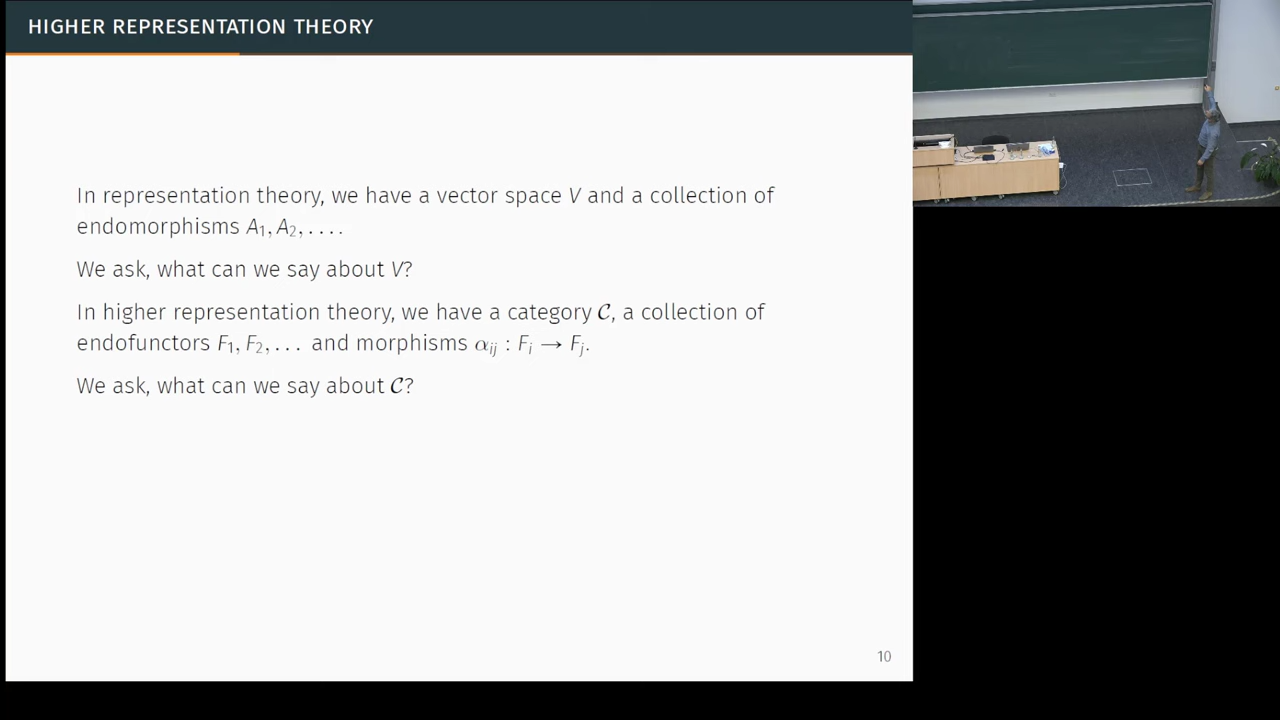 HIGHER REPRESENTATION THEORY
In representation theory, we have a vector space V and a collection of
endomorphisms A₁, A₂, . . . .
We ask, what can we say about V?
In higher representation theory, we have a category 𝒞, a collection of
endofunctors F₁, F₂, . . . and morphisms αᵢⱼ : Fᵢ → Fⱼ.
We ask, what can we say about 𝒞?
10